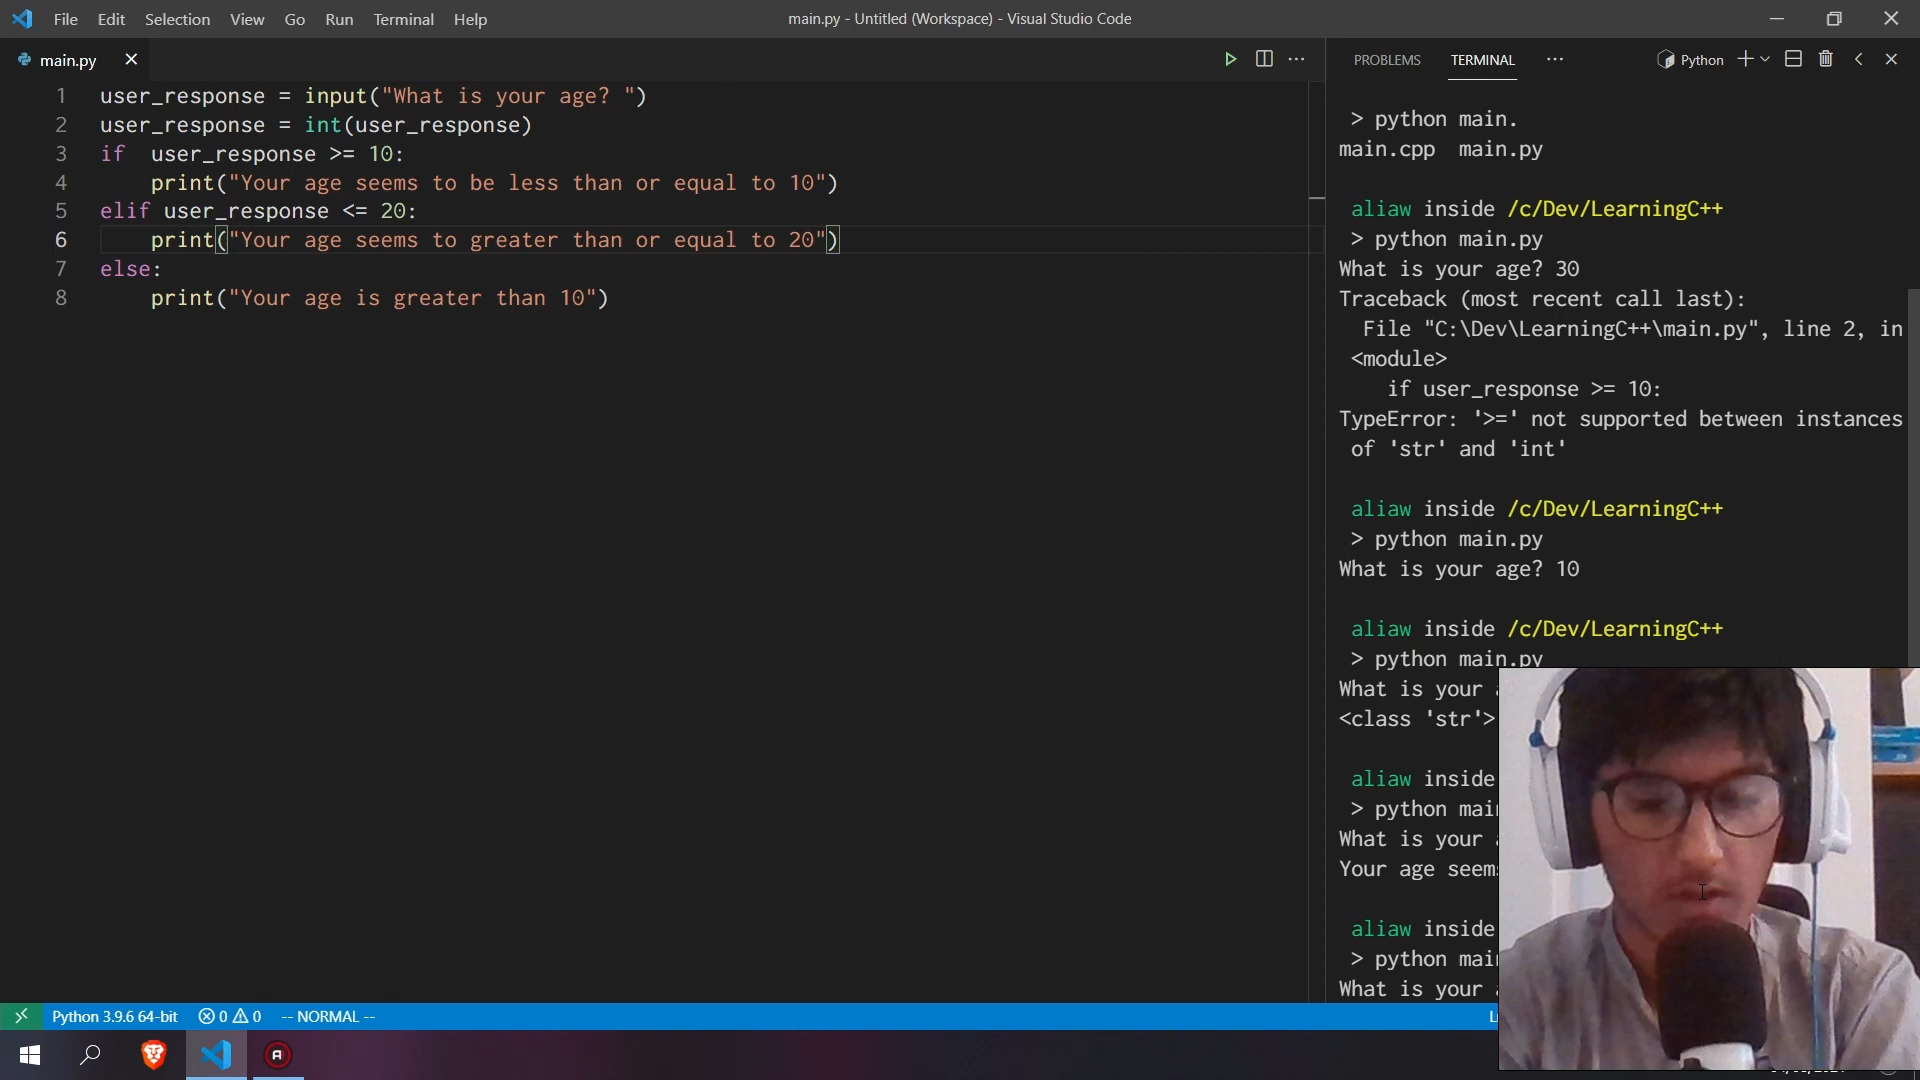 File Edit Selection View Go Run Terminal Help
main.py - Untitled (Workspace) - Visual Studio Code
main.py
1 user_response = input("What is your age? ")
2 user_response = int(user_response)
3 if  user_response >= 10:
4     print("Your age seems to be less than or equal to 10")
5 elif user_response <= 20:
6     print("Your age seems to greater than or equal to 20")
7 else:
8     print("Your age is greater than 10")
PROBLEMS TERMINAL ··· Python
> python main.
main.cpp  main.py
aliaw inside /c/Dev/LearningC++
> python main.py
What is your age? 30
Traceback (most recent call last):
  File "C:\Dev\LearningC++\main.py", line 2, in
<module>
    if user_response >= 10:
TypeError: '>=' not supported between instances
of 'str' and 'int'
aliaw inside /c/Dev/LearningC++
> python main.py
What is your age? 10
aliaw inside /c/Dev/LearningC++
> python main.py
What is your
<class 'str'>
aliaw inside
> python
What is your
Your age
aliaw inside
> python
What is your
Python 3.9.6 64-bit 0 0 -- NORMAL --